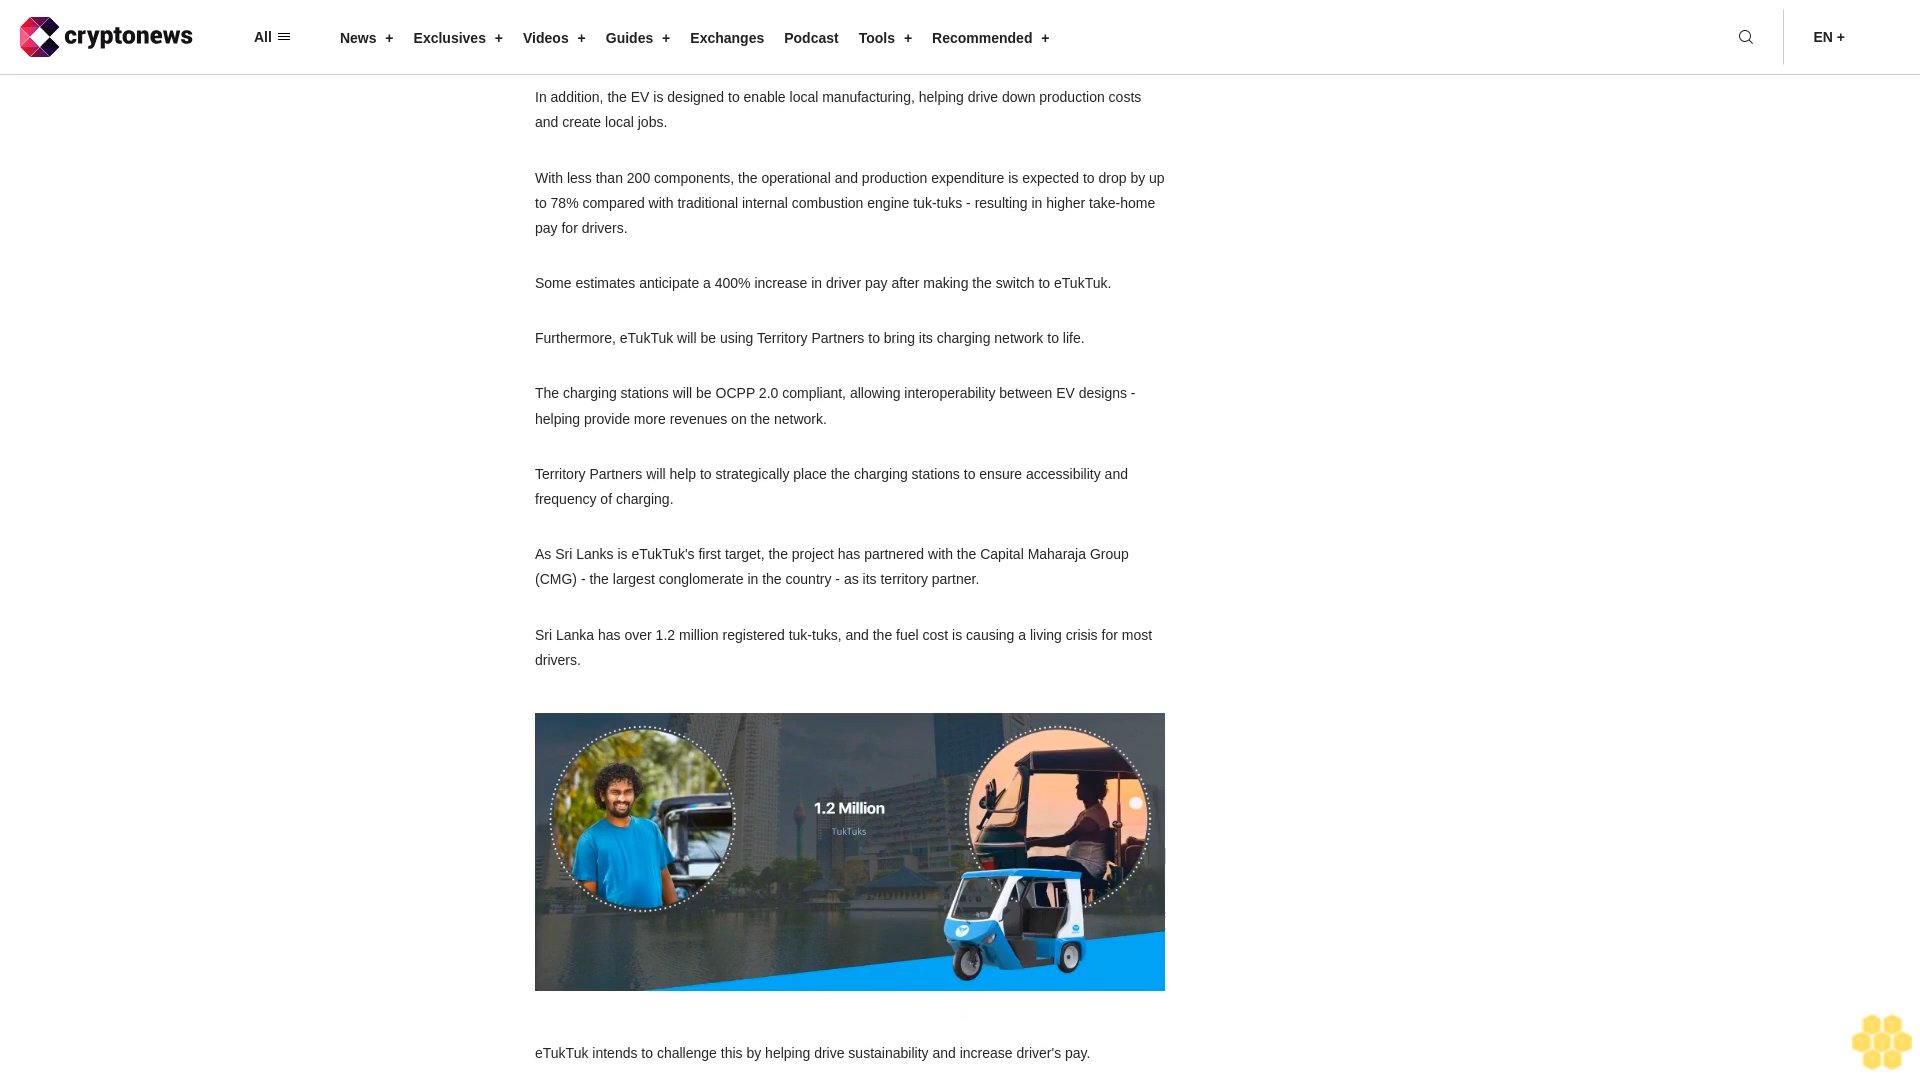 cryptonews
All
News +
Exclusives +
Videos +
Guides +
Exchanges
Podcast
Tools +
Recommended +
EN +
In addition, the EV is designed to enable local manufacturing, helping drive down production costs
and create local jobs.
With less than 200 components, the operational and production expenditure is expected to drop by up
to 78% compared with traditional internal combustion engine tuk-tuks - resulting in higher take-home
pay for drivers.
Some estimates anticipate a 400% increase in driver pay after making the switch to eTukTuk.
Furthermore, eTukTuk will be using Territory Partners to bring its charging network to life.
The charging stations will be OCPP 2.0 compliant, allowing interoperability between EV designs -
helping provide more revenues on the network.
Territory Partners will help to strategically place the charging stations to ensure accessibility and
frequency of charging.
As Sri Lanks is eTukTuk's first target, the project has partnered with the Capital Maharaja Group
(CMG) - the largest conglomerate in the country - as its territory partner.
Sri Lanka has over 1.2 million registered tuk-tuks, and the fuel cost is causing a living crisis for most
drivers.
1.2 Million
TukTuks
eTukTuk intends to challenge this by helping drive sustainability and increase driver's pay.